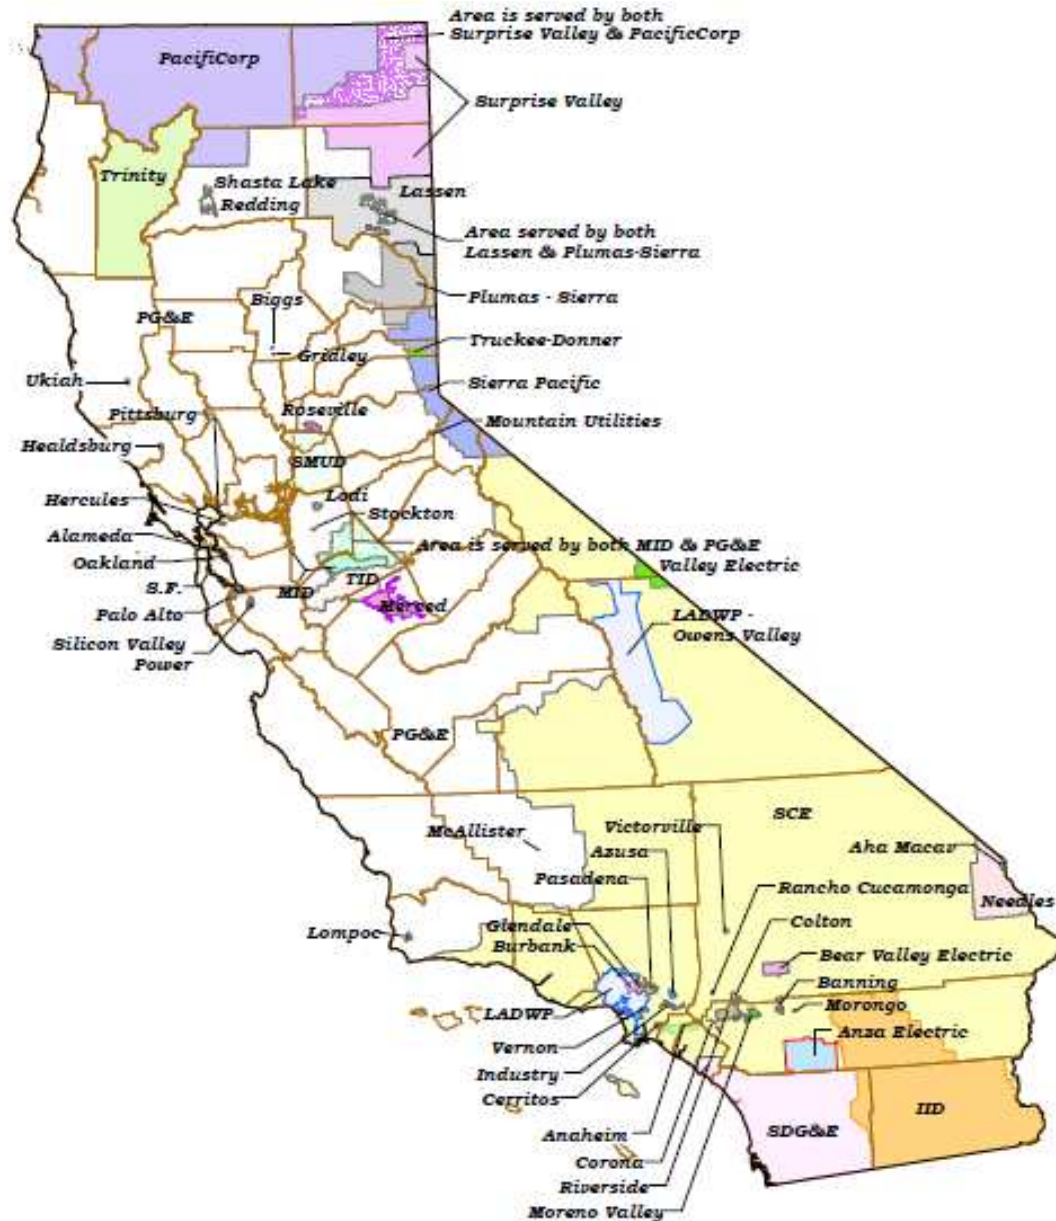 Area is served by both
Surprise Valley & PacificCorp
PacifiCorp
Surprise Valley
Trinity
Shasta Lake
Redding
Lassen
Area served by both
Lassen & Plumas-Sierra
Plumas - Sierra
Biggs
PG&E
Gridley
Truckee-Donner
Ukiah
Sierra Pacific
Pittsburg
Roseville
Mountain Utilities
Healdsburg
SMUD
Hercules
Lodi
Stockton
Alameda
Area is served by both MID & PG&E
Oakland
Valley Electric
TID
S.F.
MID
Merced
Palo Alto
LADWP -
Owens Valley
Silicon Valley
Power
PG&E
SCE
McAllister
Victorville
Azusa
Aha Macav
Pasadena
Rancho Cucamonga
Needles
Glendale
Colton
Lompoc
Burbank
Bear Valley Electric
Banning
LADWP
Morongo
Anza Electric
Vernon
Industry
Cerritos
IID
Anaheim
SDG&E
Corona
Riverside
Moreno Valley